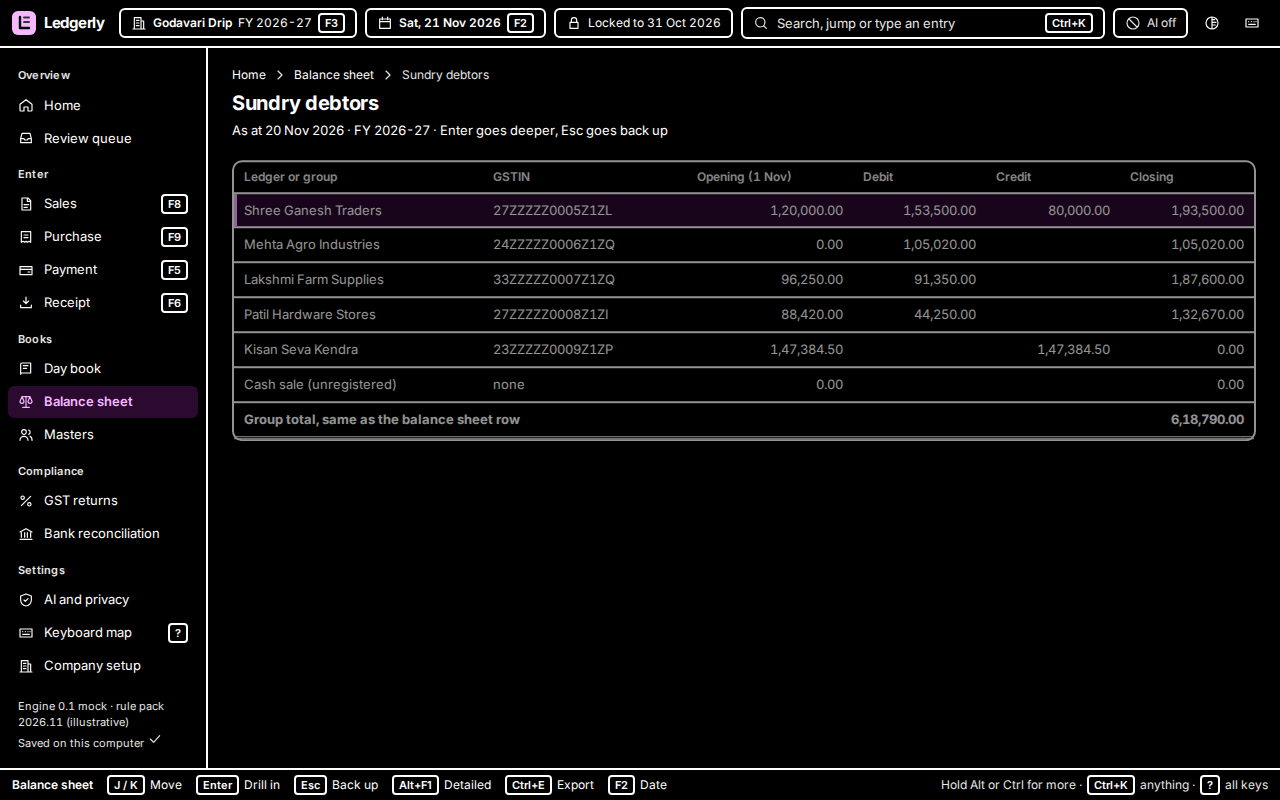 Ledgerly
Godavari Drip FY 2026-27 F3
Sat, 21 Nov 2026 F2
Locked to 31 Oct 2026
Search, jump or type an entry Ctrl+K
AI off
Overview
Home
Review queue
Enter
Sales F8
Purchase F9
Payment F5
Receipt F6
Books
Day book
Balance sheet
Masters
Compliance
GST returns
Bank reconciliation
Settings
AI and privacy
Keyboard map ?
Company setup
Engine 0.1 mock · rule pack
2026.11 (illustrative)
Saved on this computer
Home Balance sheet Sundry debtors
Sundry debtors
As at 20 Nov 2026 · FY 2026-27 · Enter goes deeper, Esc goes back up
Ledger or group GSTIN Opening (1 Nov) Debit Credit Closing
Shree Ganesh Traders 27ZZZZZ0005Z1ZL 1,20,000.00 1,53,500.00 80,000.00 1,93,500.00
Mehta Agro Industries 24ZZZZZ0006Z1ZQ 0.00 1,05,020.00 1,05,020.00
Lakshmi Farm Supplies 33ZZZZZ0007Z1ZQ 96,250.00 91,350.00 1,87,600.00
Patil Hardware Stores 27ZZZZZ0008Z1ZI 88,420.00 44,250.00 1,32,670.00
Kisan Seva Kendra 23ZZZZZ0009Z1ZP 1,47,384.50 1,47,384.50 0.00
Cash sale (unregistered) none 0.00 0.00
Group total, same as the balance sheet row 6,18,790.00
Balance sheet J / K Move Enter Drill in Esc Back up Alt+F1 Detailed Ctrl+E Export F2 Date
Hold Alt or Ctrl for more · Ctrl+K anything · ? all keys